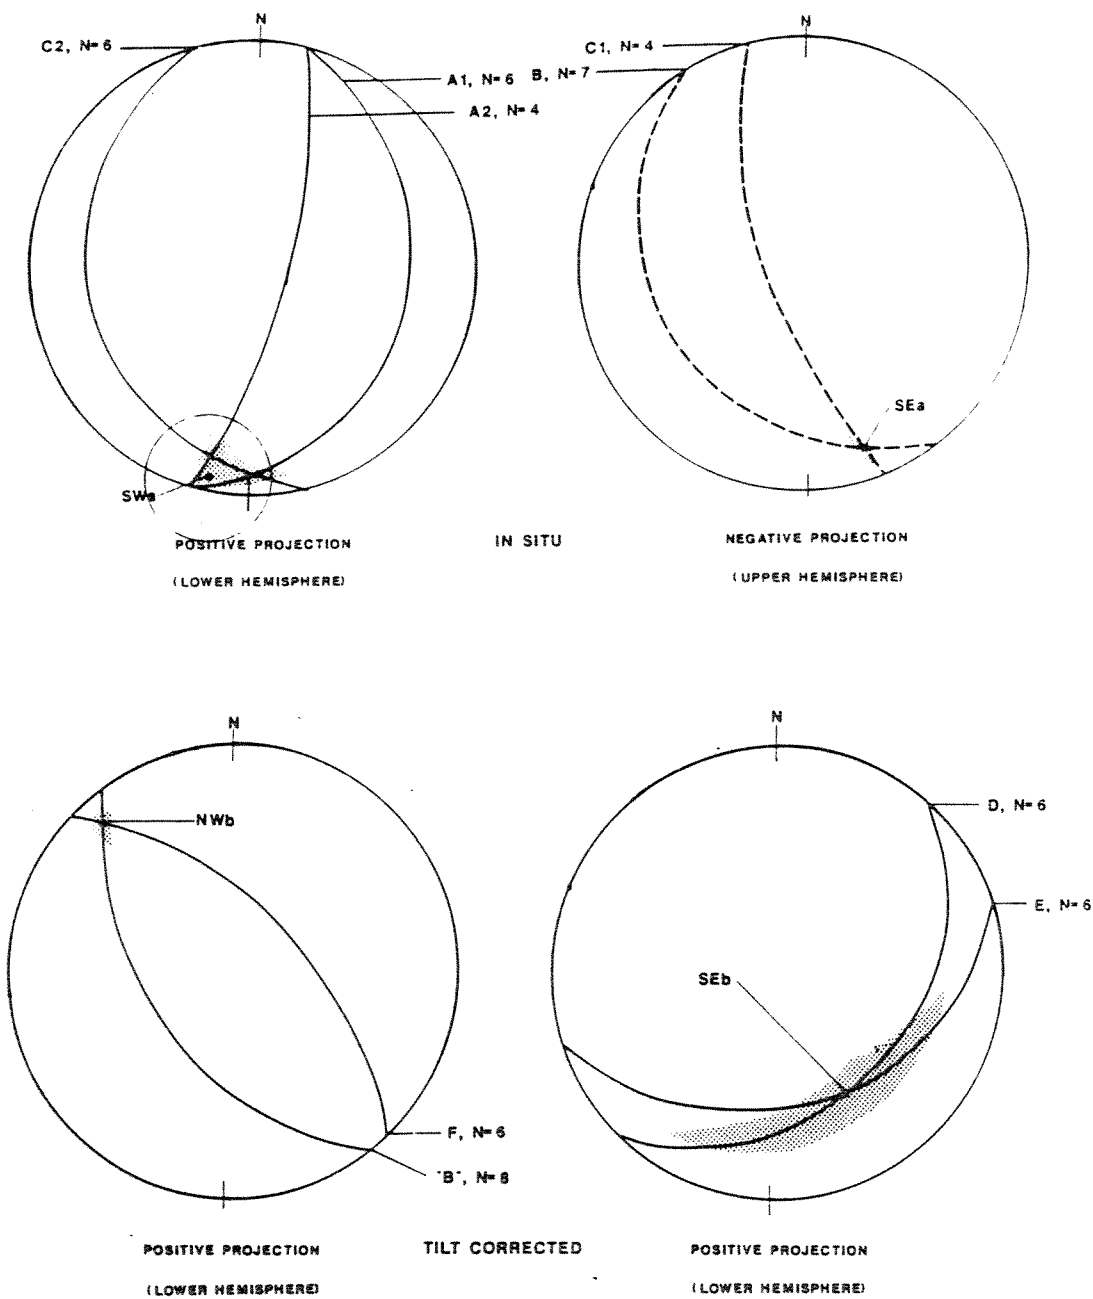 N
C2, N=6
A1, N=6
A2, N=4
SWa
POSITIVE PROJECTION
(LOWER HEMISPHERE)
IN SITU
N
C1, N=4
B, N=7
SEa
NEGATIVE PROJECTION
(UPPER HEMISPHERE)
N
NWb
F, N=6
"B", N=8
POSITIVE PROJECTION
(LOWER HEMISPHERE)
TILT CORRECTED
N
D, N=6
E, N=6
SEb
POSITIVE PROJECTION
(LOWER HEMISPHERE)